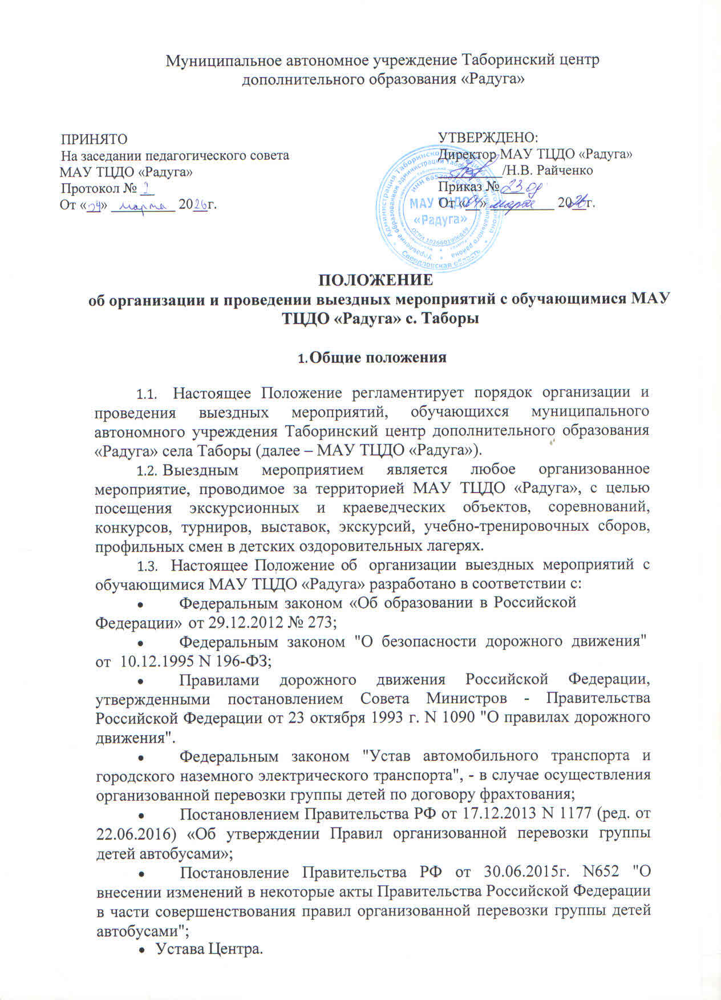 Муниципальное автономное учреждение Таборинский центр
дополнительного образования «Радуга»
ПРИНЯТО
На заседании педагогического совета
МАУ ТЦДО «Радуга»
Протокол № 2
От «04» марта 2026 г.
УТВЕРЖДЕНО:
Директор МАУ ТЦДО «Радуга»
/Н.В. Райченко
Приказ № 23 од
От «04» марта 2026 г.
МАУ ТЦДО
«Радуга»
Свердловская область
ПОЛОЖЕНИЕ
об организации и проведении выездных мероприятий с обучающимися МАУ
ТЦДО «Радуга» с. Таборы
1. Общие положения
1.1. Настоящее Положение регламентирует порядок организации и
проведения выездных мероприятий, обучающихся муниципального
автономного учреждения Таборинский центр дополнительного образования
«Радуга» села Таборы (далее – МАУ ТЦДО «Радуга»).
1.2. Выездным мероприятием является любое организованное
мероприятие, проводимое за территорией МАУ ТЦДО «Радуга», с целью
посещения экскурсионных и краеведческих объектов, соревнований,
конкурсов, турниров, выставок, экскурсий, учебно-тренировочных сборов,
профильных смен в детских оздоровительных лагерях.
1.3. Настоящее Положение об организации выездных мероприятий с
обучающимися МАУ ТЦДО «Радуга» разработано в соответствии с:
• Федеральным законом «Об образовании в Российской
Федерации» от 29.12.2012 № 273;
• Федеральным законом "О безопасности дорожного движения"
от 10.12.1995 N 196-ФЗ;
• Правилами дорожного движения Российской Федерации,
утвержденными постановлением Совета Министров - Правительства
Российской Федерации от 23 октября 1993 г. N 1090 "О правилах дорожного
движения".
• Федеральным законом "Устав автомобильного транспорта и
городского наземного электрического транспорта", - в случае осуществления
организованной перевозки группы детей по договору фрахтования;
• Постановлением Правительства РФ от 17.12.2013 N 1177 (ред. от
22.06.2016) «Об утверждении Правил организованной перевозки группы
детей автобусами»;
• Постановление Правительства РФ от 30.06.2015г. N652 "О
внесении изменений в некоторые акты Правительства Российской Федерации
в части совершенствования правил организованной перевозки группы детей
автобусами";
• Устава Центра.